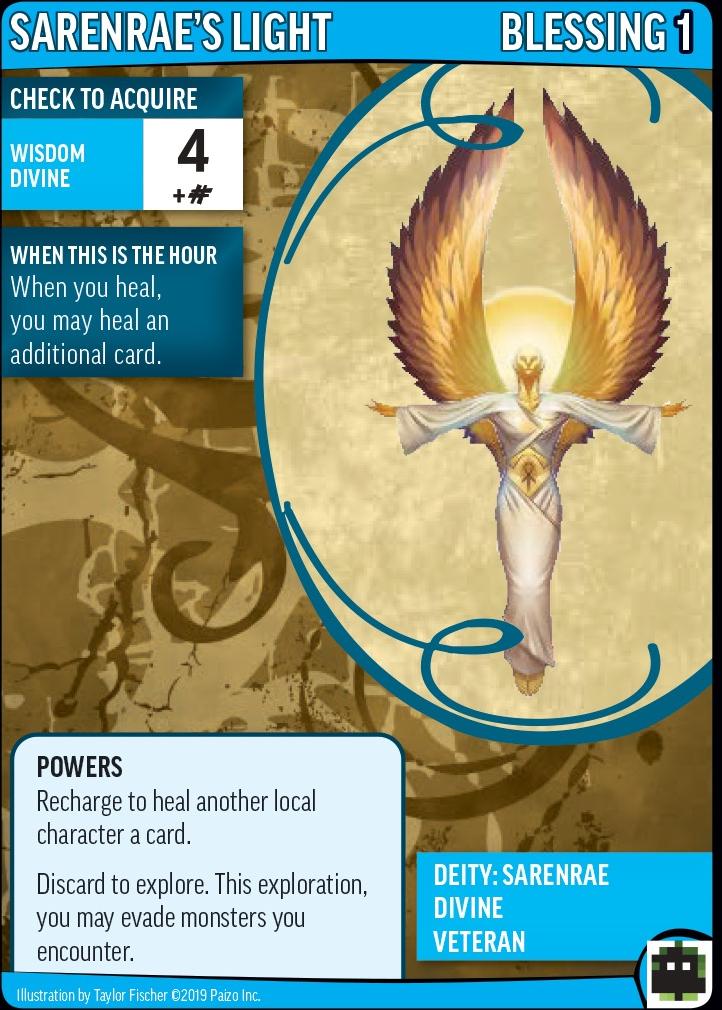 SARENRAE'S LIGHT BLESSING 1
CHECK TO ACQUIRE
WISDOM
DIVINE
4
+#
WHEN THIS IS THE HOUR
When you heal,
you may heal an
additional card.
POWERS
Recharge to heal another local
character a card.
Discard to explore. This exploration,
you may evade monsters you
encounter.
DEITY: SARENRAE
DIVINE
VETERAN
Illustration by Taylor Fischer ©2019 Paizo Inc.